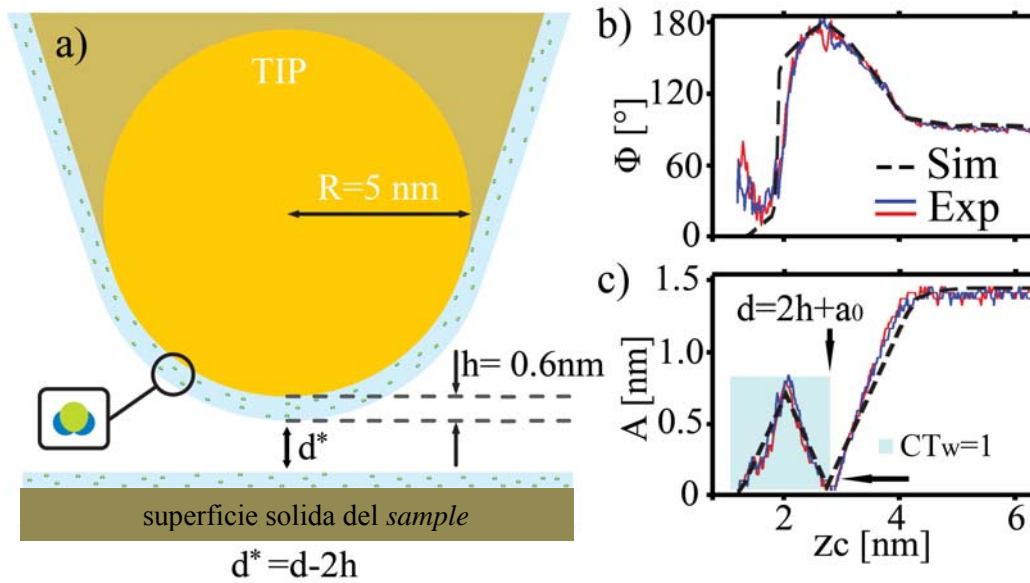 a)
TIP
R=5 nm
h= 0.6nm
d*
superficie solida del sample
d* =d-2h
b)
180
120
60
0
Φ [°]
Sim
Exp
c)
1.5
1.0
0.5
0
A [nm]
d=2h+a₀
CTw=1
2 4 6
zc [nm]